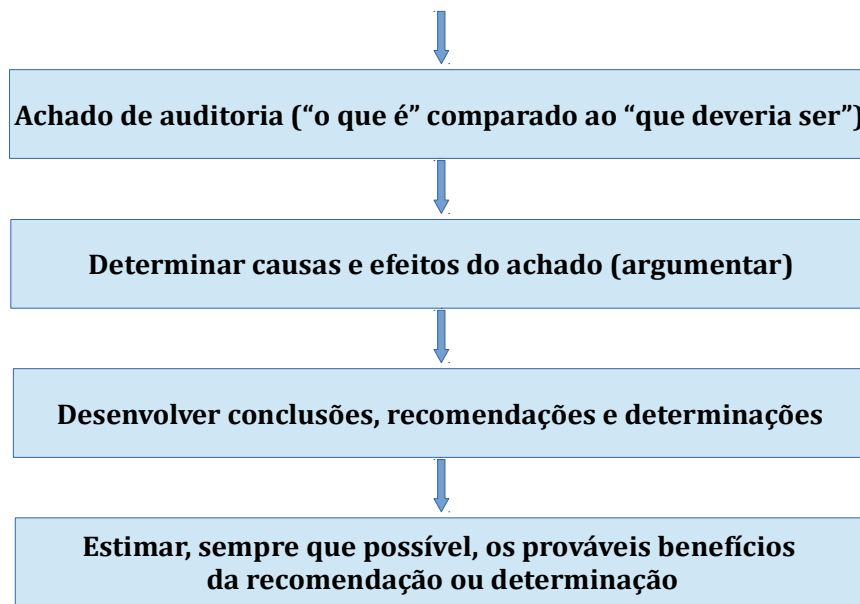 Achado de auditoria (“o que é” comparado ao “que deveria ser”)
Determinar causas e efeitos do achado (argumentar)
Desenvolver conclusões, recomendações e determinações
Estimar, sempre que possível, os prováveis benefícios
da recomendação ou determinação